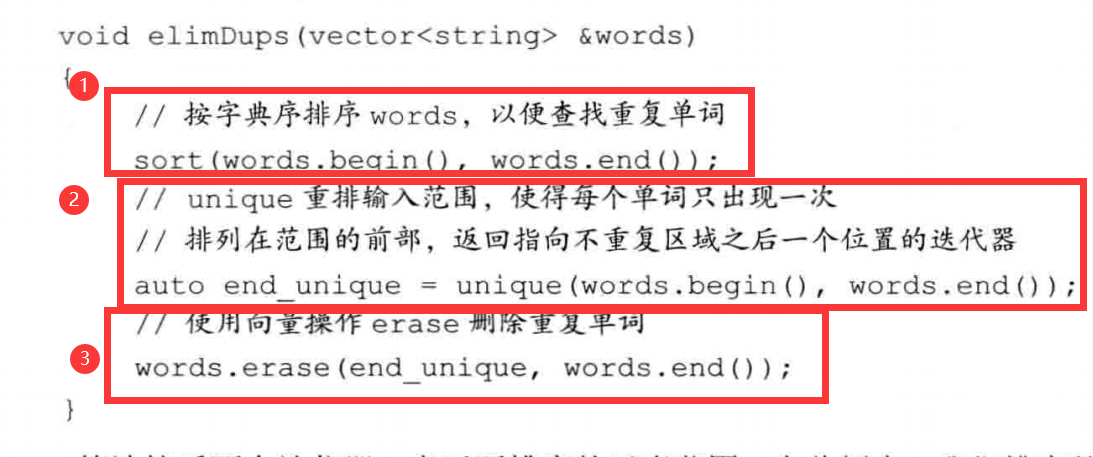 void elimDups(vector<string> &words)
{
1
// 按字典序排序 words, 以便查找重复单词
sort(words.begin(), words.end());
2
// unique 重排输入范围, 使得每个单词只出现一次
// 排列在范围的前部, 返回指向不重复区域之后一个位置的迭代器
auto end_unique = unique(words.begin(), words.end());
// 使用向量操作 erase 删除重复单词
3
words.erase(end_unique, words.end());
}